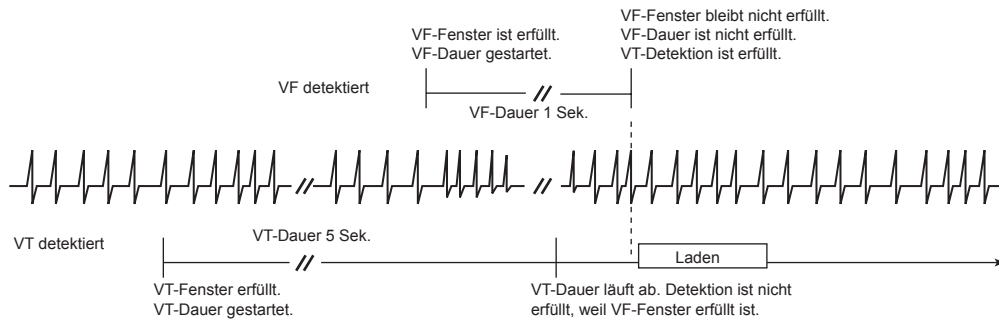 VF-Fenster ist erfüllt.
VF-Dauer gestartet.
VF-Fenster bleibt nicht erfüllt.
VF-Dauer ist nicht erfüllt.
VT-Detektion ist erfüllt.
VF detektiert
VF-Dauer 1 Sek.
VT detektiert
VT-Dauer 5 Sek.
Laden
VT-Fenster erfüllt.
VT-Dauer gestartet.
VT-Dauer läuft ab. Detektion ist nicht
erfüllt, weil VF-Fenster erfüllt ist.